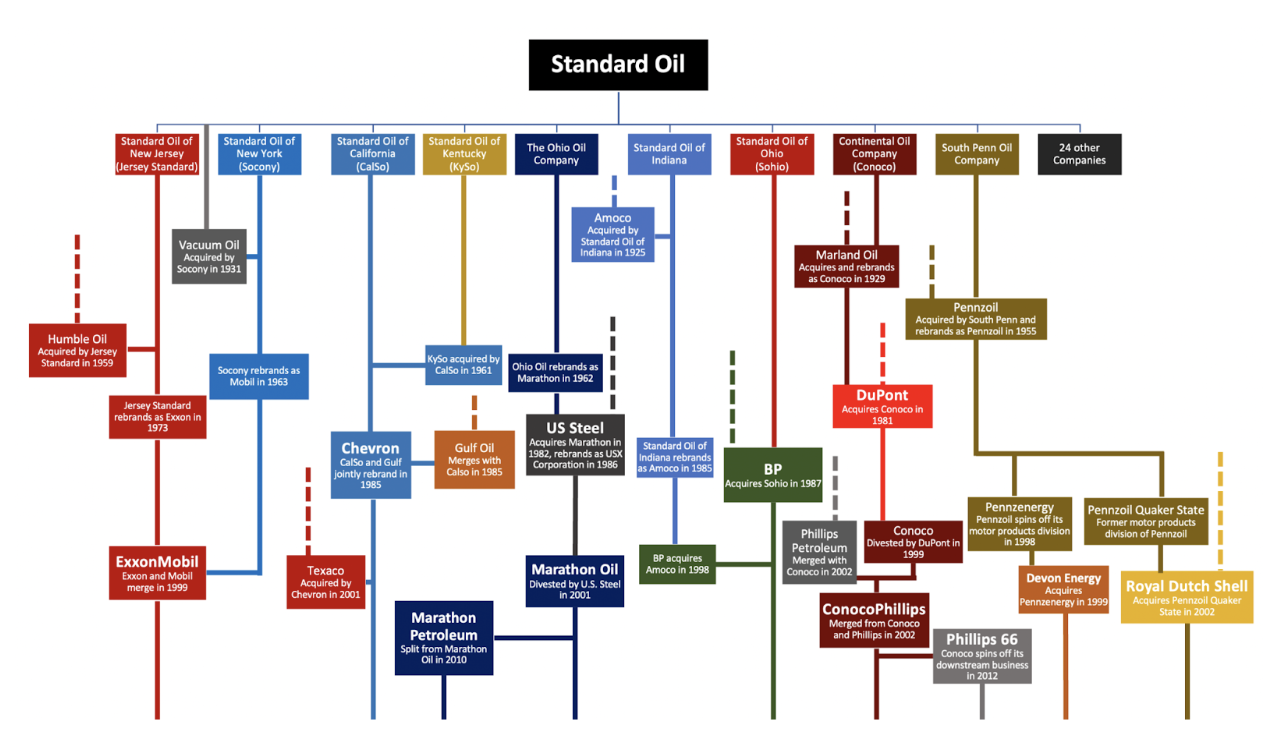 Standard Oil
Standard Oil of
New Jersey
(Jersey Standard)
Standard Oil of
New York
(Socony)
Standard Oil of
California
(CalSo)
Standard Oil of
Kentucky
(KySo)
The Ohio Oil
Company
Standard Oil of
Indiana
Standard Oil of
Ohio
(Sohio)
Continental Oil
Company
(Conoco)
South Penn Oil
Company
24 other
Companies
Vacuum Oil
Acquired by
Socony in 1931
Amoco
Acquired by
Standard Oil of
Indiana in 1925
Marland Oil
Acquires and rebrands
as Conoco in 1929
Pennzoil
Acquired by South Penn and
rebrands as Pennzoil in 1955
Humble Oil
Acquired by Jersey
Standard in 1959
Socony rebrands as
Mobil in 1963
KySo acquired by
CalSo in 1961
Ohio Oil rebrands as
Marathon in 1962
Jersey Standard
rebrands as Exxon in
1973
DuPont
Acquires Conoco in
1981
Chevron
CalSo and Gulf
jointly rebrand in
1985
Gulf Oil
Merges with
Calso in 1985
US Steel
Acquires Marathon in
1982, rebrands as USX
Corporation in 1986
Standard Oil of
Indiana rebrands
as Amoco in 1985
BP
Acquires Sohio in 1987
Pennzenergy
Pennzoil spins off its
motor products division
in 1998
Pennzoil Quaker State
Former motor products
division of Pennzoil
Phillips
Petroleum
Merged with
Conoco in 2002
Conoco
Divested by DuPont in
1999
ExxonMobil
Exxon and Mobil
merge in 1999
Texaco
Acquired by
Chevron in 2001
Marathon Oil
Divested by U.S. Steel
in 2001
BP acquires
Amoco in 1998
Devon Energy
Acquires
Pennzenergy in 1999
Royal Dutch Shell
Acquires Pennzoil Quaker
State in 2002
Marathon
Petroleum
Split from Marathon
Oil in 2010
ConocoPhillips
Merged from Conoco
and Phillips in 2002
Phillips 66
Conoco spins off its
downstream business
in 2012